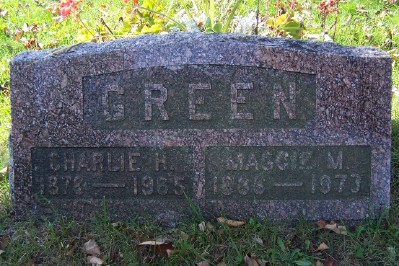 GREEN
CHARLIE H. MAGGIE M.
1878 — 1965 1886 — 1973